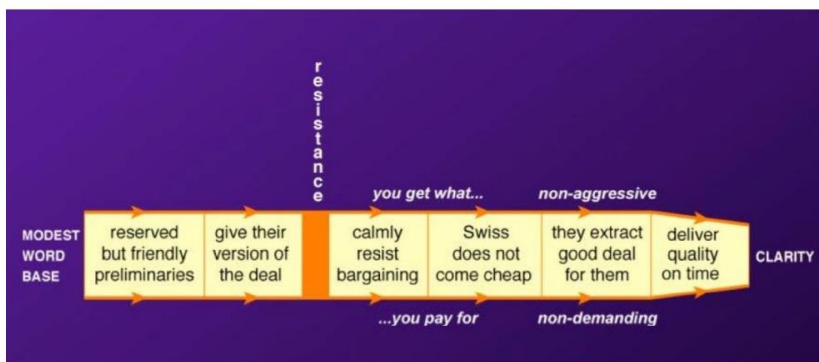 resistance
you get what...
non-aggressive
MODEST
WORD
BASE
reserved
but friendly
preliminaries
give their
version of
the deal
calmly
resist
bargaining
Swiss
does not
come cheap
they extract
good deal
for them
deliver
quality
on time
CLARITY
...you pay for
non-demanding